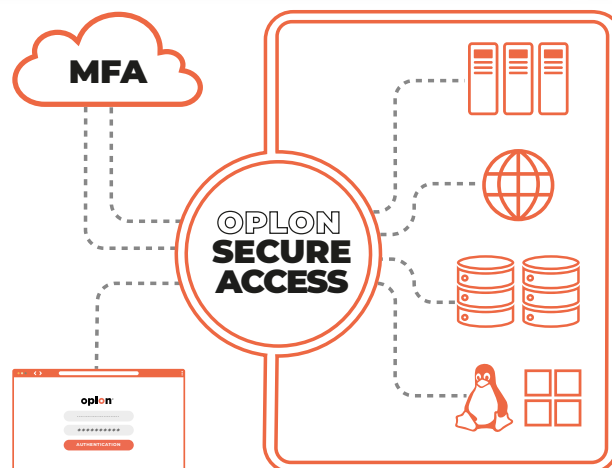 MFA
OPLON
SECURE
ACCESS
oplon
**********
AUTHENTICATION